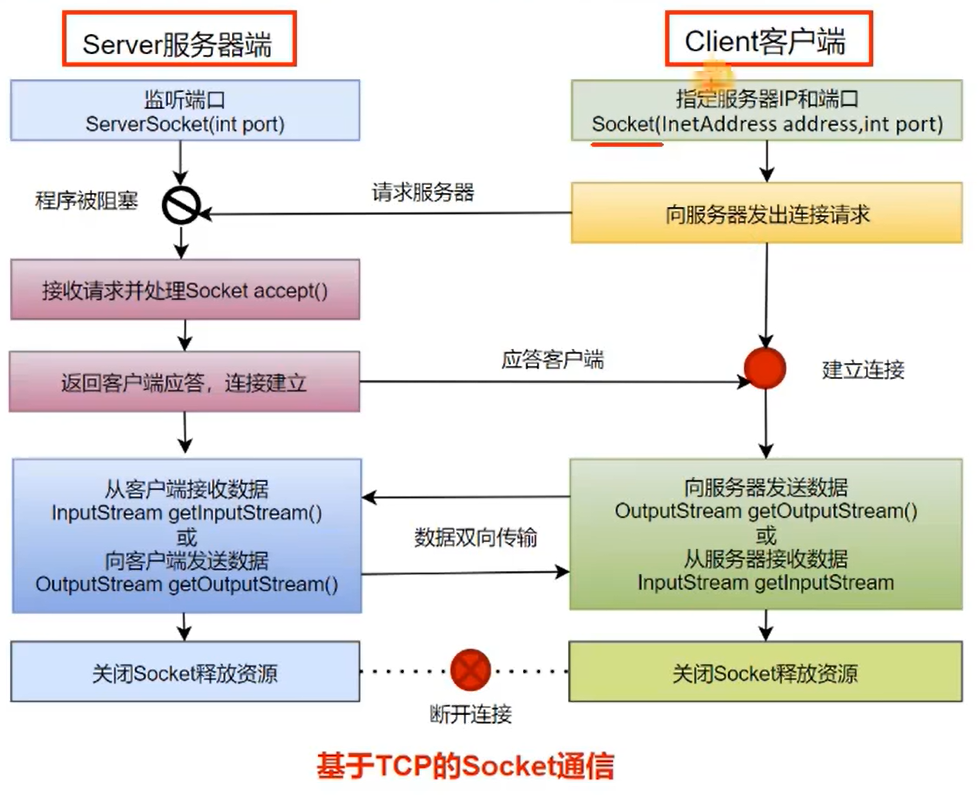 Server服务器端
Client客户端
监听端口
ServerSocket(int port)
指定服务器IP和端口
Socket(InetAddress address,int port)
程序被阻塞
请求服务器
向服务器发出连接请求
接收请求并处理Socket accept()
返回客户端应答，连接建立
应答客户端
建立连接
从客户端接收数据
InputStream getInputStream()
或
向客户端发送数据
OutputStream getOutputStream()
数据双向传输
向服务器发送数据
OutputStream getOutputStream()
或
从服务器接收数据
InputStream getInputStream
关闭Socket释放资源
断开连接
关闭Socket释放资源
基于TCP的Socket通信